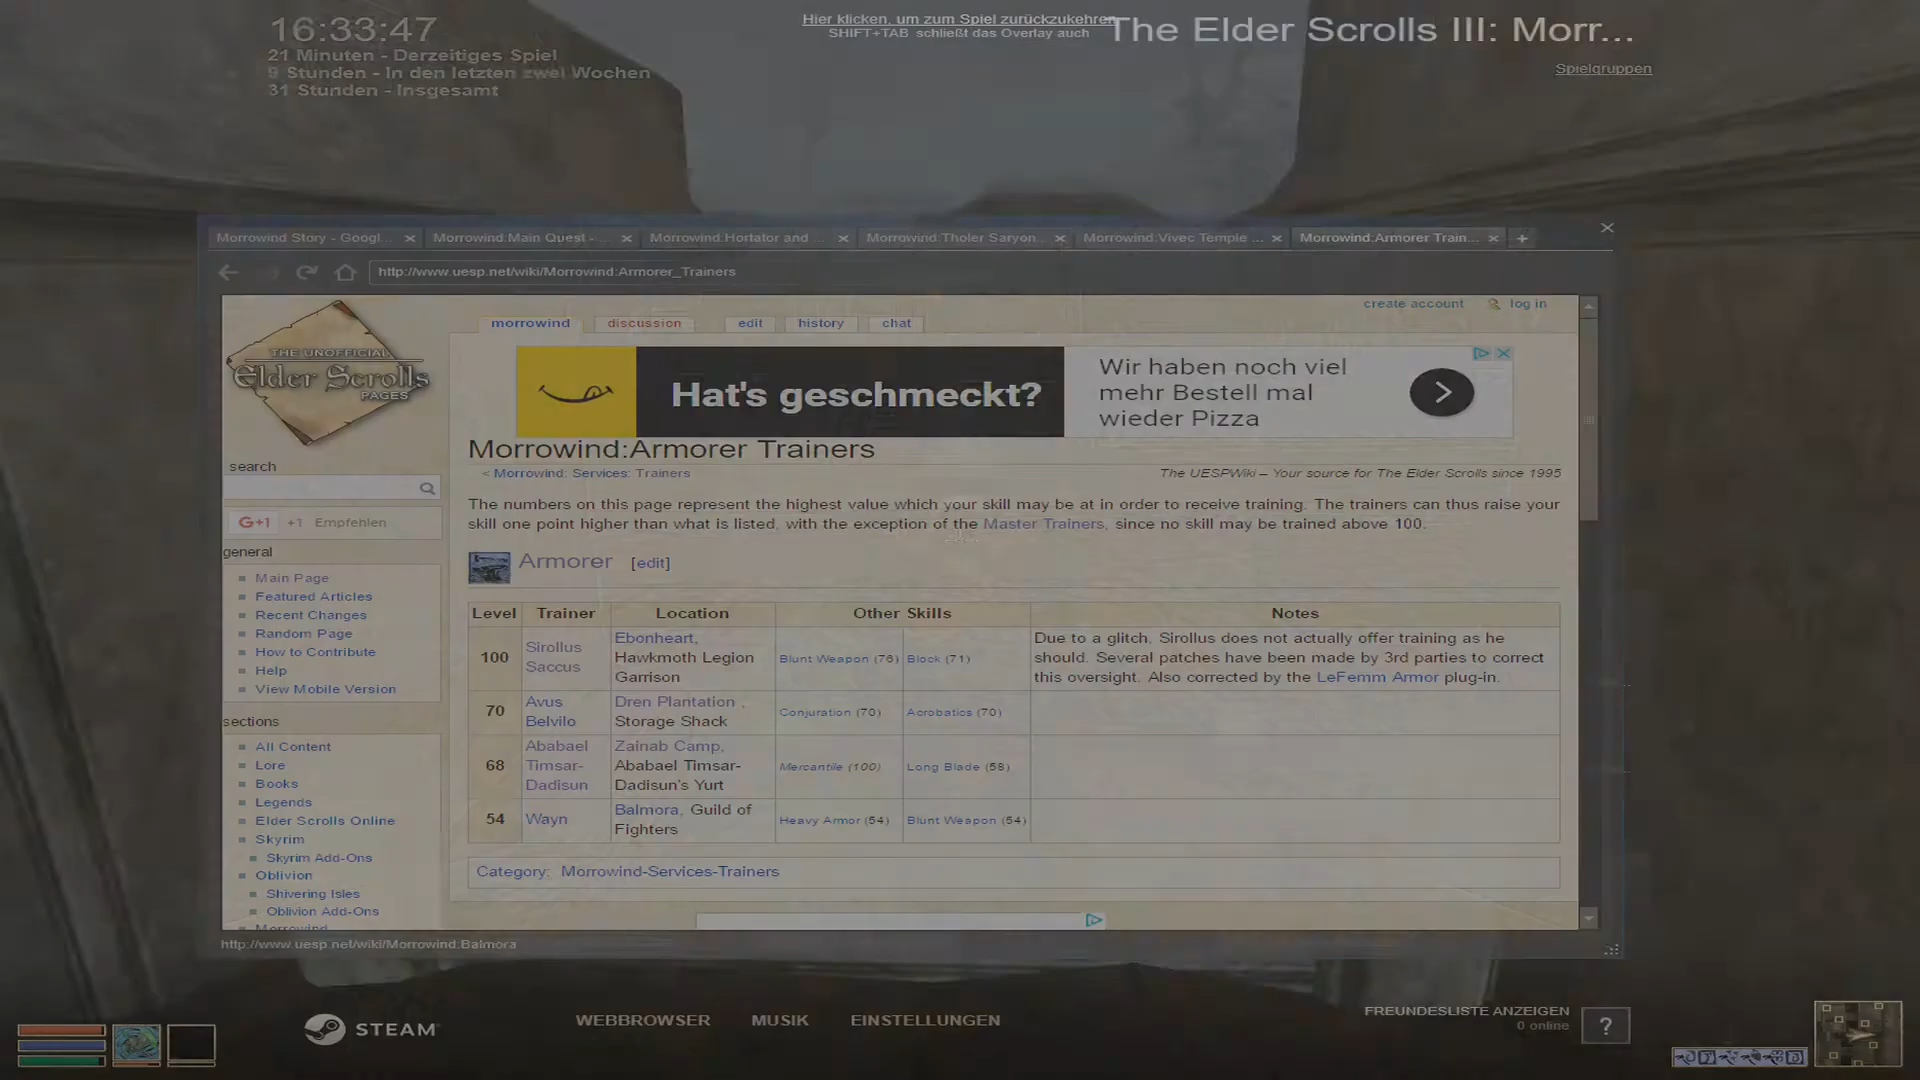 16:33:47
21 Minuten - Derzeitiges Spiel
9 Stunden - In den letzten zwei Wochen
31 Stunden - Insgesamt
Hier klicken, um zum Spiel zurückzukehren
SHIFT+TAB schließt das Overlay auch
The Elder Scrolls III: Morr...
Spielgruppen
Morrowind Story - Googl...
Morrowind:Main Quest - ...
Morrowind:Hortator and ...
Morrowind:Tholer Saryon...
Morrowind:Vivec Temple ...
Morrowind:Armorer Train...
http://www.uesp.net/wiki/Morrowind:Armorer_Trainers
create account
log in
morrowind
discussion
edit
history
chat
THE UNOFFICIAL
Elder Scrolls
PAGES
Hat's geschmeckt?
Wir haben noch viel
mehr Bestell mal
wieder Pizza
Morrowind:Armorer Trainers
< Morrowind: Services: Trainers
The UESPWiki – Your source for The Elder Scrolls since 1995
The numbers on this page represent the highest value which your skill may be at in order to receive training. The trainers can thus raise your
skill one point higher than what is listed, with the exception of the Master Trainers, since no skill may be trained above 100.
Armorer [edit]
Level Trainer Location Other Skills Notes
100
Sirollus
Saccus
Ebonheart,
Hawkmoth Legion
Garrison
Blunt Weapon (76)
Block (71)
Due to a glitch, Sirollus does not actually offer training as he
should. Several patches have been made by 3rd parties to correct
this oversight. Also corrected by the LeFemm Armor plug-in.
70
Avus
Belvilo
Dren Plantation ,
Storage Shack
Conjuration (70)
Acrobatics (70)
68
Ababael
Timsar-
Dadisun
Zainab Camp,
Ababael Timsar-
Dadisun's Yurt
Mercantile (100)
Long Blade (58)
54
Wayn
Balmora, Guild of
Fighters
Heavy Armor (54)
Blunt Weapon (54)
Category: Morrowind-Services-Trainers
search
G+1 +1 Empfehlen
general
Main Page
Featured Articles
Recent Changes
Random Page
How to Contribute
Help
View Mobile Version
sections
All Content
Lore
Books
Legends
Elder Scrolls Online
Skyrim
Skyrim Add-Ons
Oblivion
Shivering Isles
Oblivion Add-Ons
Morrowind
http://www.uesp.net/wiki/Morrowind:Balmora
STEAM
WEBBROWSER
MUSIK
EINSTELLUNGEN
FREUNDESLISTE ANZEIGEN
0 online
?